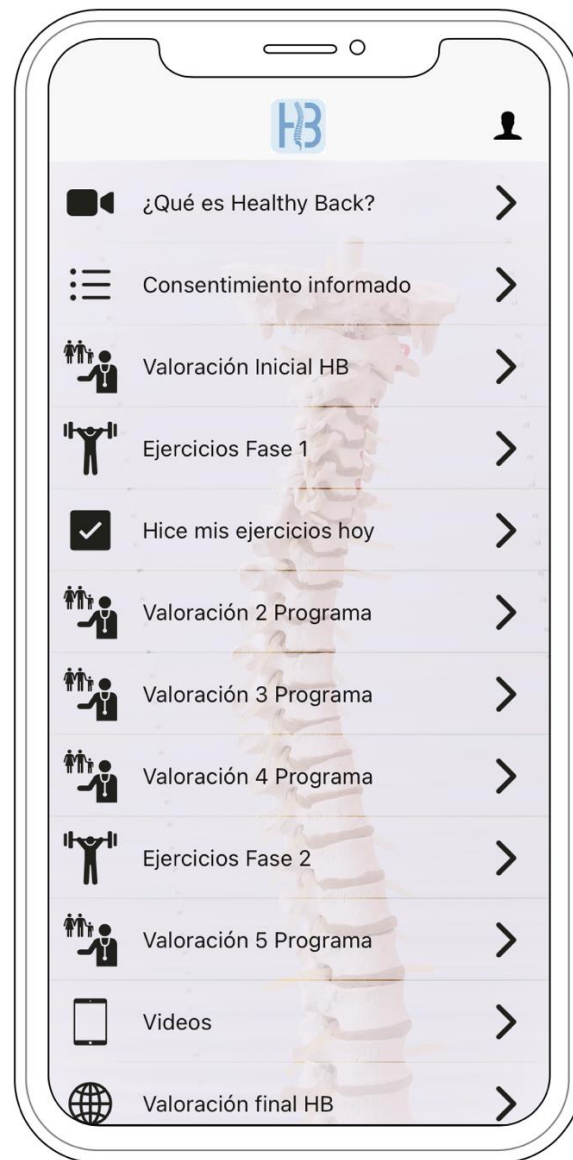 HB
¿Qué es Healthy Back?
Consentimiento informado
Valoración Inicial HB
Ejercicios Fase 1
Hice mis ejercicios hoy
Valoración 2 Programa
Valoración 3 Programa
Valoración 4 Programa
Ejercicios Fase 2
Valoración 5 Programa
Videos
Valoración final HB